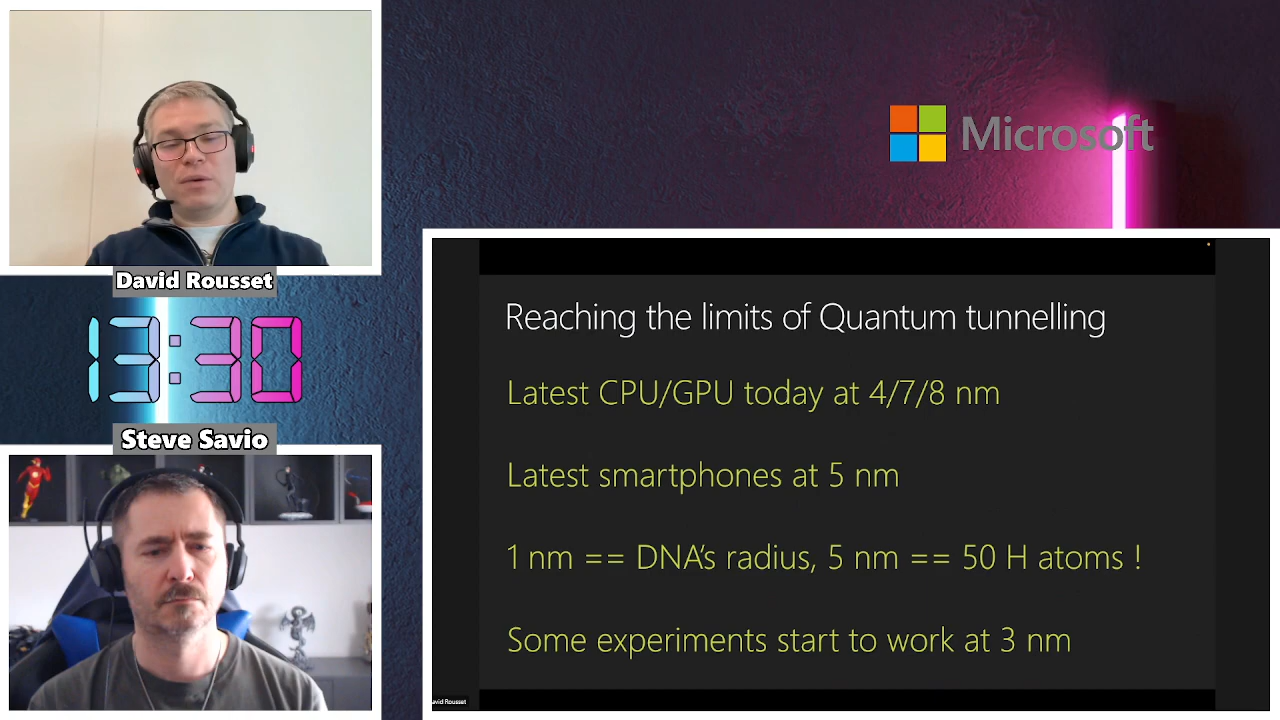 David Rousset
13:30
Steve Savio
Microsoft
Reaching the limits of Quantum tunnelling
Latest CPU/GPU today at 4/7/8 nm
Latest smartphones at 5 nm
1 nm == DNA's radius, 5 nm == 50 H atoms !
Some experiments start to work at 3 nm
avid Rousset